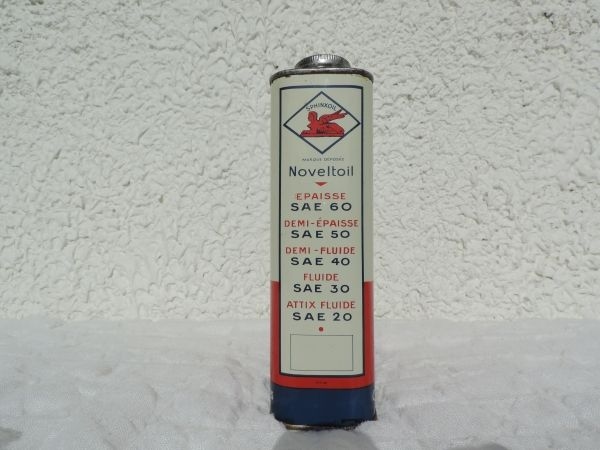 SPHINXOIL
MARQUE DÉPOSÉE
Noveltoil
EPAISSE
SAE 60
DEMI-ÉPAISSE
SAE 50
DEMI-FLUIDE
SAE 40
FLUIDE
SAE 30
ATTIX FLUIDE
SAE 20